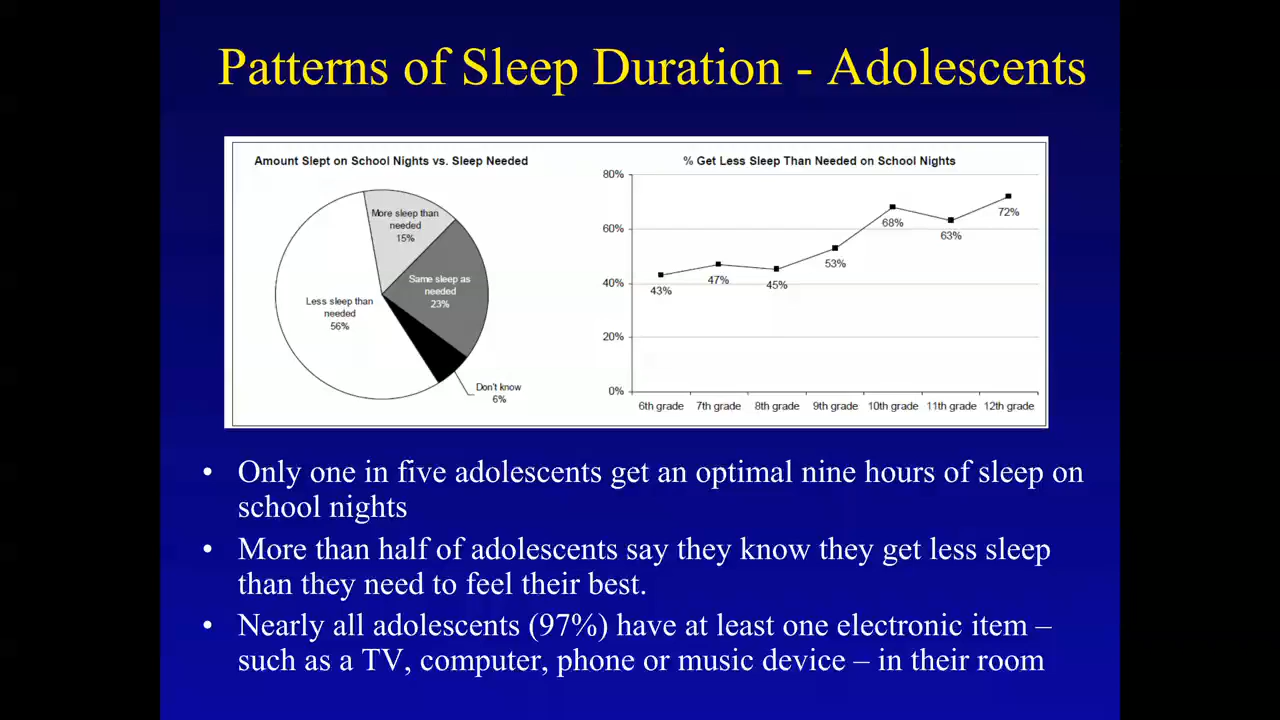 Patterns of Sleep Duration - Adolescents
Amount Slept on School Nights vs. Sleep Needed
More sleep than
needed
15%
Same sleep as
needed
23%
Less sleep than
needed
56%
Don't know
6%
% Get Less Sleep Than Needed on School Nights
80%
60%
40%
20%
0%
43%
47%
45%
53%
68%
63%
72%
6th grade 7th grade 8th grade 9th grade 10th grade 11th grade 12th grade
• Only one in five adolescents get an optimal nine hours of sleep on
school nights
• More than half of adolescents say they know they get less sleep
than they need to feel their best.
• Nearly all adolescents (97%) have at least one electronic item –
such as a TV, computer, phone or music device – in their room